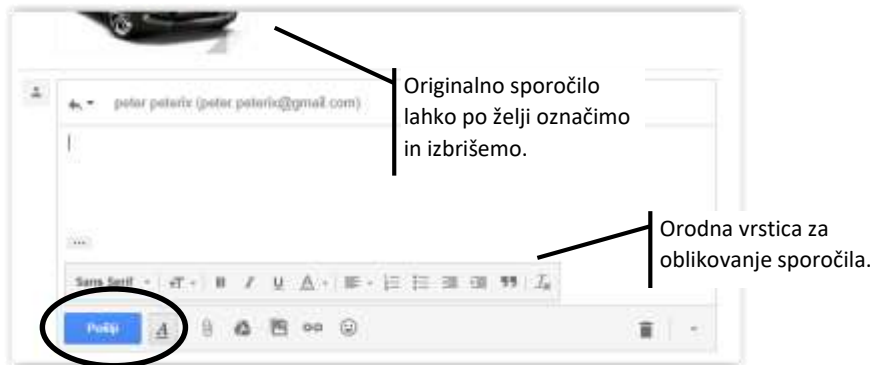 Originalno sporočilo
lahko po želji označimo
in izbrišemo.
peter peterix (peter.peterix@gmail.com)
Orodna vrstica za
oblikovanje sporočila.
Sans Serif
Pošlji